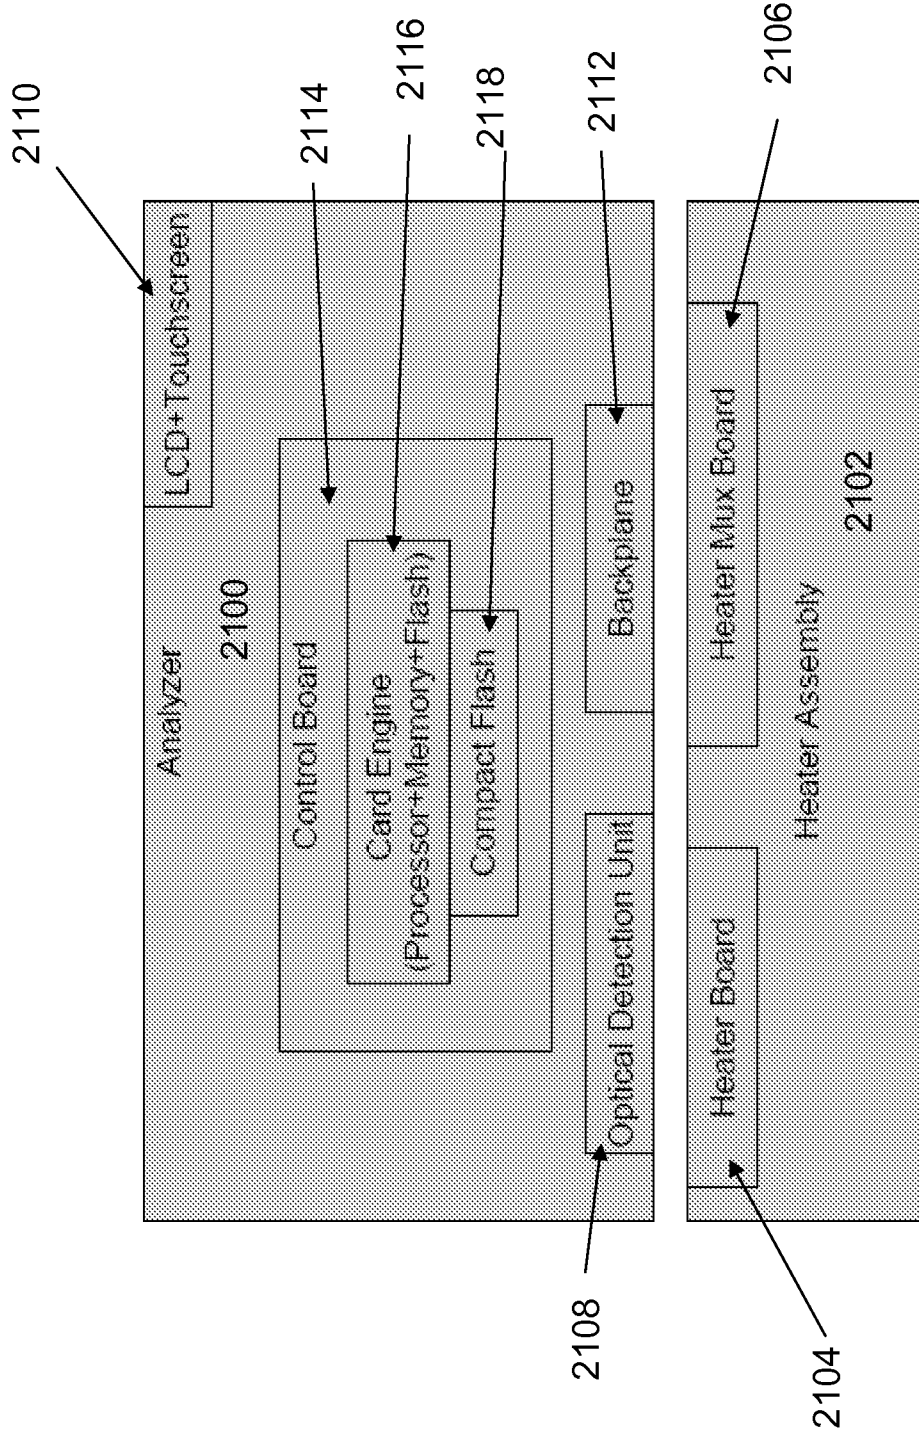 2110
2114
2116
2118
2112
2106
Analyzer
LCD+Touchscreen
2100
Control Board
Card Engine
(Processor+Memory+Flash)
Compact Flash
Optical Detection Unit
Backplane
Heater Board
Heater Mux Board
Heater Assembly
2102
2108
2104